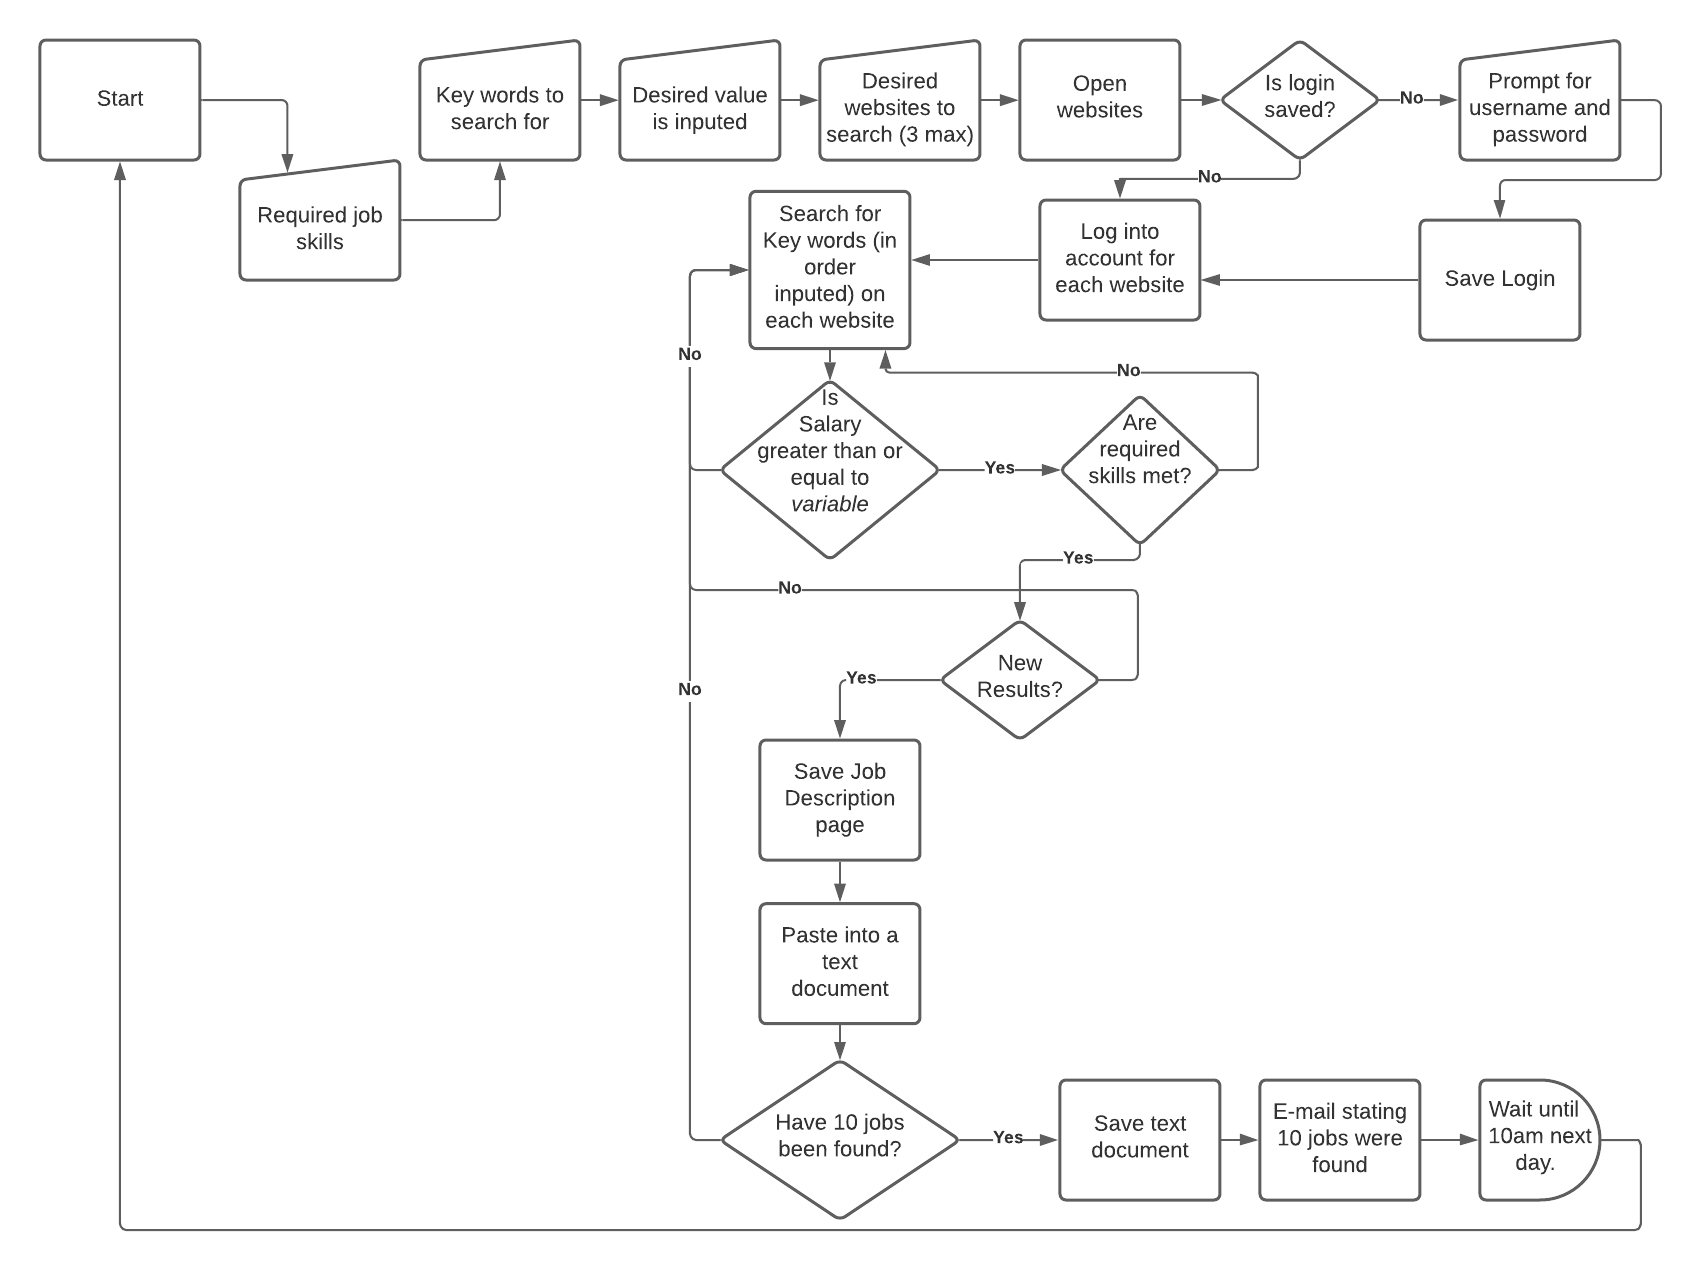 Start
Required job
skills
Key words to
search for
Desired value
is inputed
Desired
websites to
search (3 max)
Open
websites
Is login
saved?
No
Prompt for
username and
password
No
Save Login
Log into
account for
each website
Search for
Key words (in
order
inputed) on
each website
No
No
Is
Salary
greater than or
equal to
variable
Yes
Are
required
skills met?
Yes
No
New
Results?
Yes
No
Save Job
Description
page
Paste into a
text
document
Have 10 jobs
been found?
Yes
Save text
document
E-mail stating
10 jobs were
found
Wait until
10am next
day.